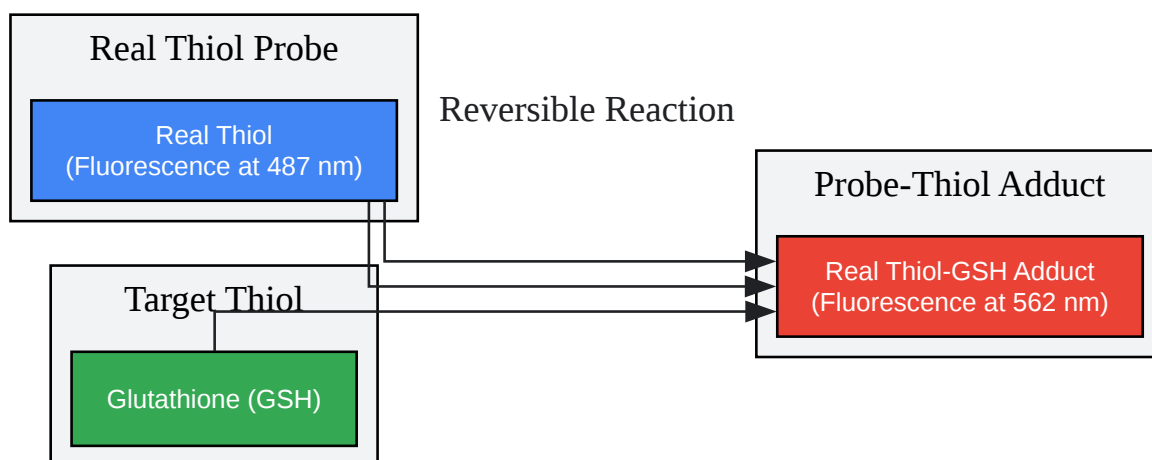 Real Thiol Probe
Real Thiol
(Fluorescence at 487 nm)
Reversible Reaction
Target Thiol
Glutathione (GSH)
Probe-Thiol Adduct
Real Thiol-GSH Adduct
(Fluorescence at 562 nm)